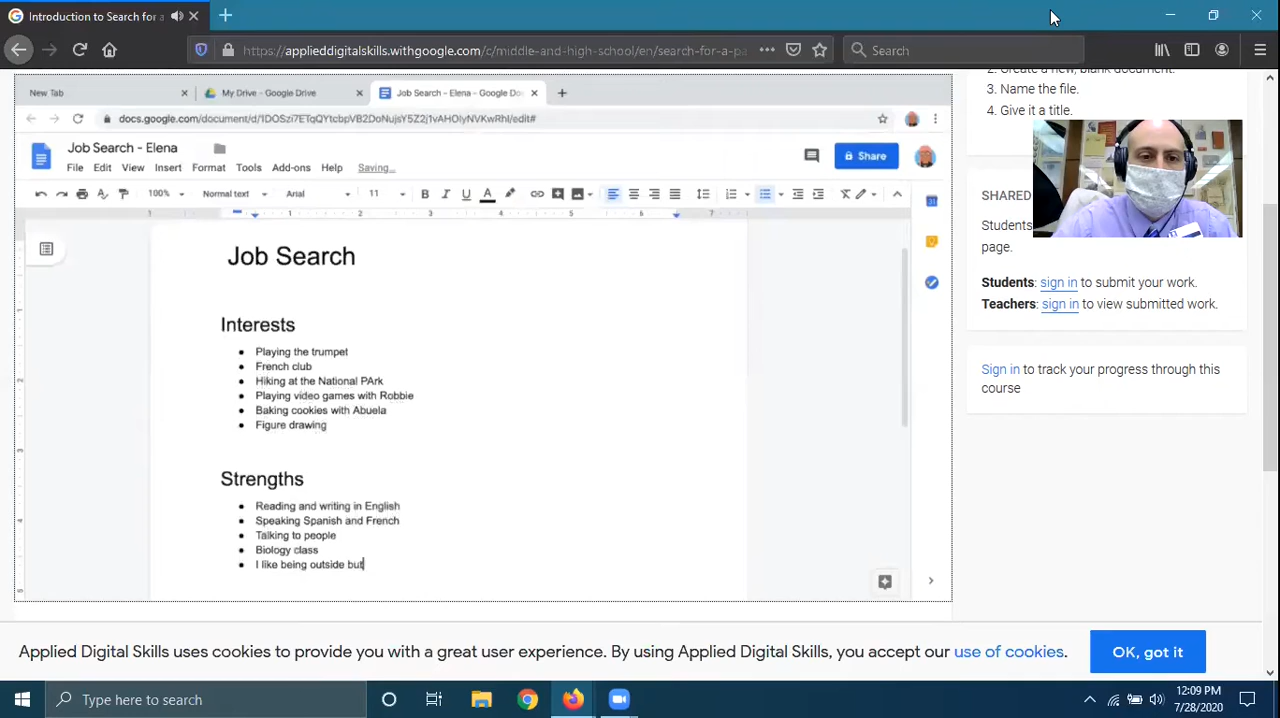 Introduction to Search for a
https://applieddigitalskills.withgoogle.com/c/middle-and-high-school/en/search-for-a-pa
Search
New Tab
My Drive - Google Drive
Job Search - Elena - Google Do
docs.google.com/document/d/1DOSzi7ETqQYtcbpVB2DoNujsY5Z2j1vAHOlyNVKwRhI/edit#
Job Search - Elena
File Edit View Insert Format Tools Add-ons Help Saving...
Share
100% Normal text Arial 11
Job Search
Interests
Playing the trumpet
French club
Hiking at the National PArk
Playing video games with Robbie
Baking cookies with Abuela
Figure drawing
Strengths
Reading and writing in English
Speaking Spanish and French
Talking to people
Biology class
I like being outside but
2. Create a new, blank document.
3. Name the file.
4. Give it a title.
SHARED
Students
page.
Students: sign in to submit your work.
Teachers: sign in to view submitted work.
Sign in to track your progress through this
course
Applied Digital Skills uses cookies to provide you with a great user experience. By using Applied Digital Skills, you accept our use of cookies.
OK, got it
Type here to search
12:09 PM
7/28/2020